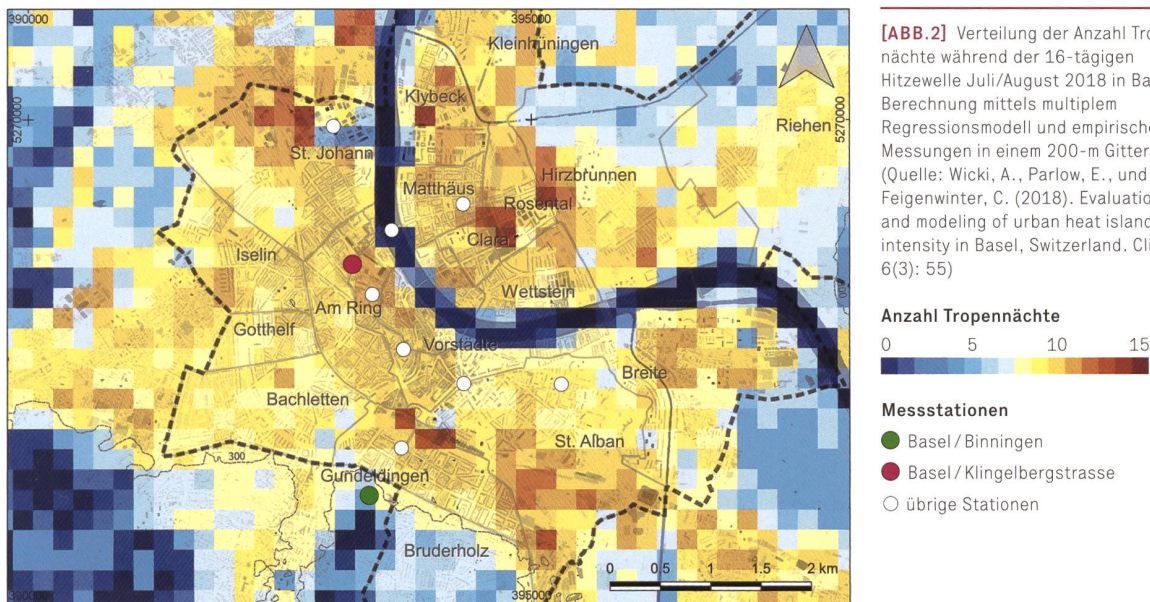 390000
395000
Kleinhüningen
Klybeck
5270000
5270000
Riehen
St. Johann
Matthäus
Hirzbrunnen
Rosental
Clara
Iselin
Wettstein
Am Ring
Gotthelf
Vorstädte
Breite
Bachletten
St. Alban
300
Gundeldingen
Bruderholz
0 0.5 1 1.5 2 km
390000
395000
[ABB.2] Verteilung der Anzahl Tro
nächte während der 16-tägigen
Hitzewelle Juli/August 2018 in Ba
Berechnung mittels multiplem
Regressionsmodell und empirische
Messungen in einem 200-m Gitter
(Quelle: Wicki, A., Parlow, E., und
Feigenwinter, C. (2018). Evaluatio
and modeling of urban heat island
intensity in Basel, Switzerland. Cli
6(3): 55)
Anzahl Tropennächte
0 5 10 15
Messstationen
Basel / Binningen
Basel / Klingelbergstrasse
übrige Stationen